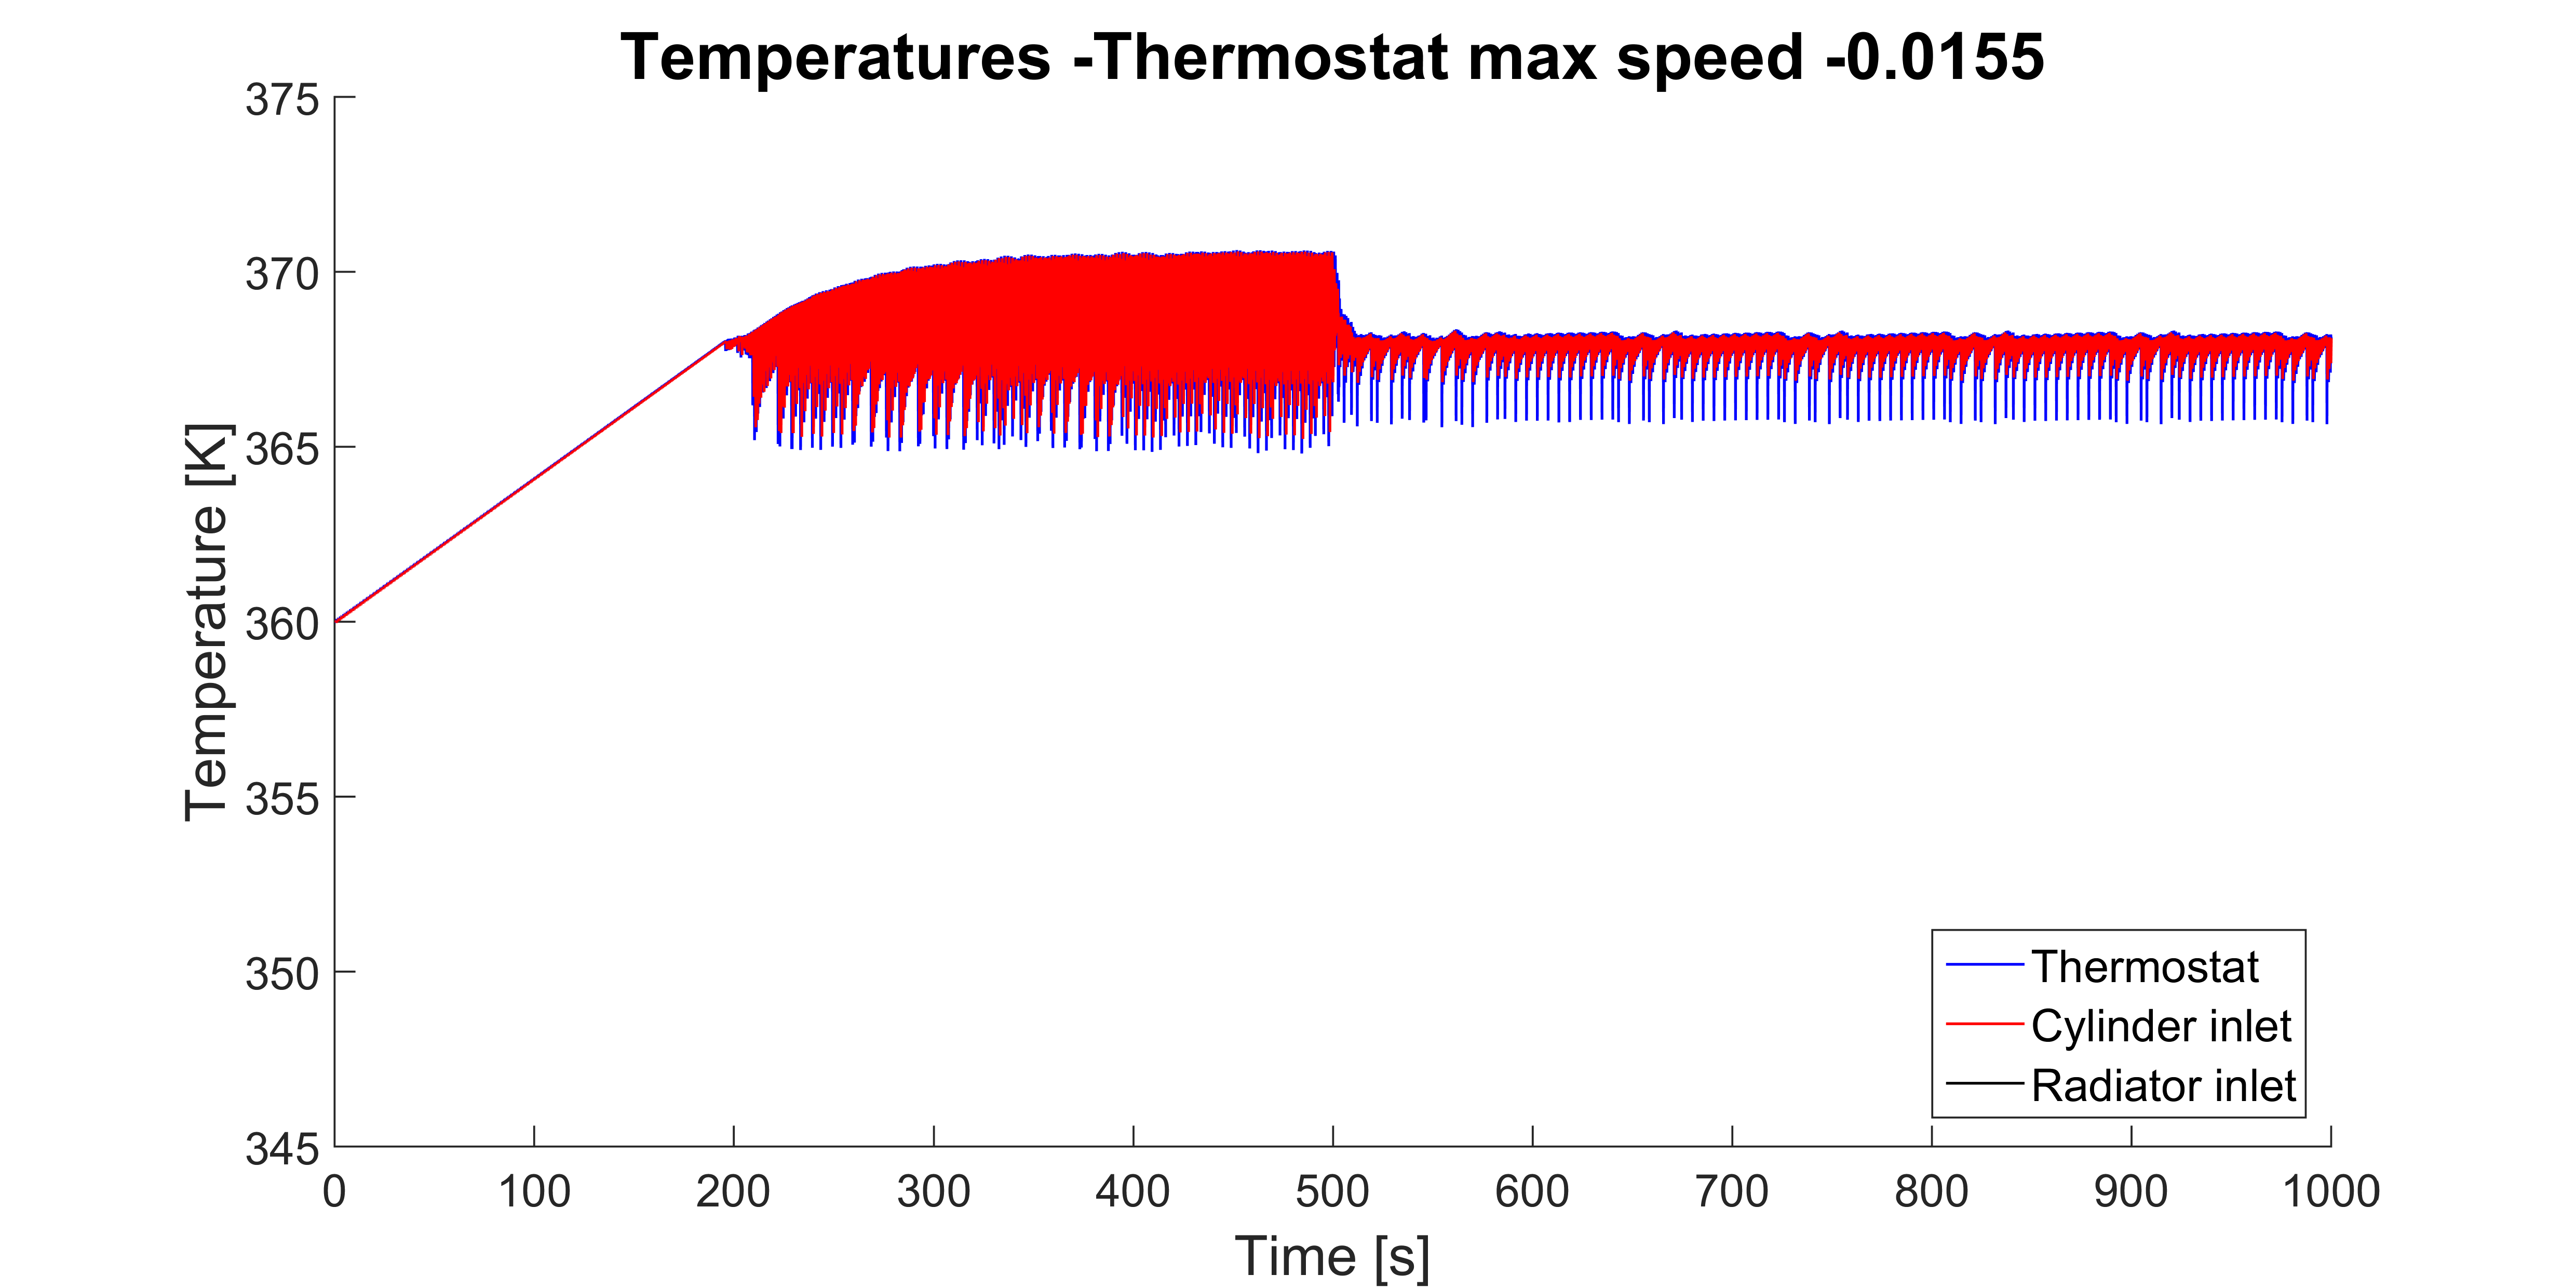 Temperatures -Thermostat max speed -0.0155
375
370
365
360
355
350
345
Temperature [K]
0 100 200 300 400 500 600 700 800 900 1000
Time [s]
Thermostat
Cylinder inlet
Radiator inlet